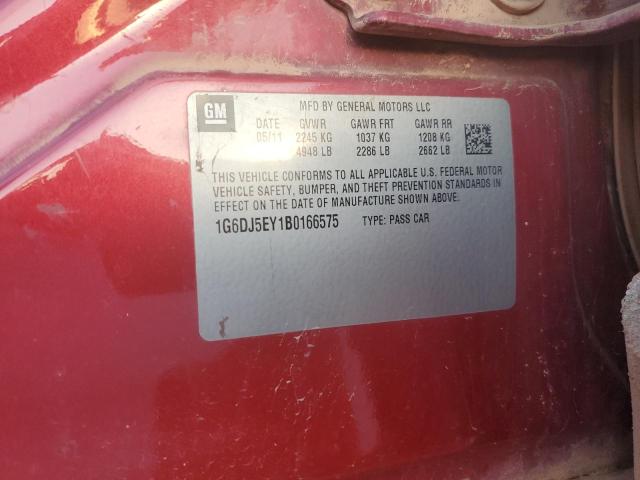 GM
MFD BY GENERAL MOTORS LLC
DATE GVWR GAWR FRT GAWR RR
05/11 2245 KG 1037 KG 1208 KG
4948 LB 2286 LB 2662 LB
THIS VEHICLE CONFORMS TO ALL APPLICABLE U.S. FEDERAL MOTOR
VEHICLE SAFETY, BUMPER, AND THEFT PREVENTION STANDARDS IN
EFFECT ON THE DATE OF MANUFACTURE SHOWN ABOVE:
1G6DJ5EY1B0166575 TYPE: PASS CAR